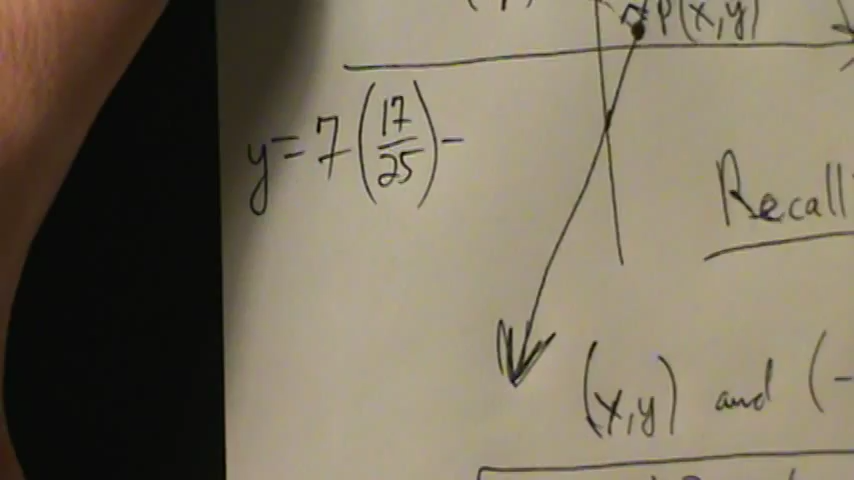 P(x,y)
y = 7 (17/25) -
Recall
(x,y) and (-